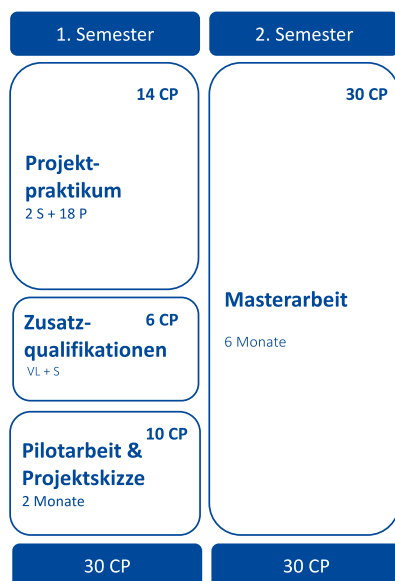 1. Semester
14 CP
Projekt-
praktikum
2 S + 18 P
Zusatz-
6 CP
qualifikationen
VL + S
10 CP
Pilotarbeit &
Projektskizze
2 Monate
30 CP
2. Semester
30 CP
Masterarbeit
6 Monate
30 CP